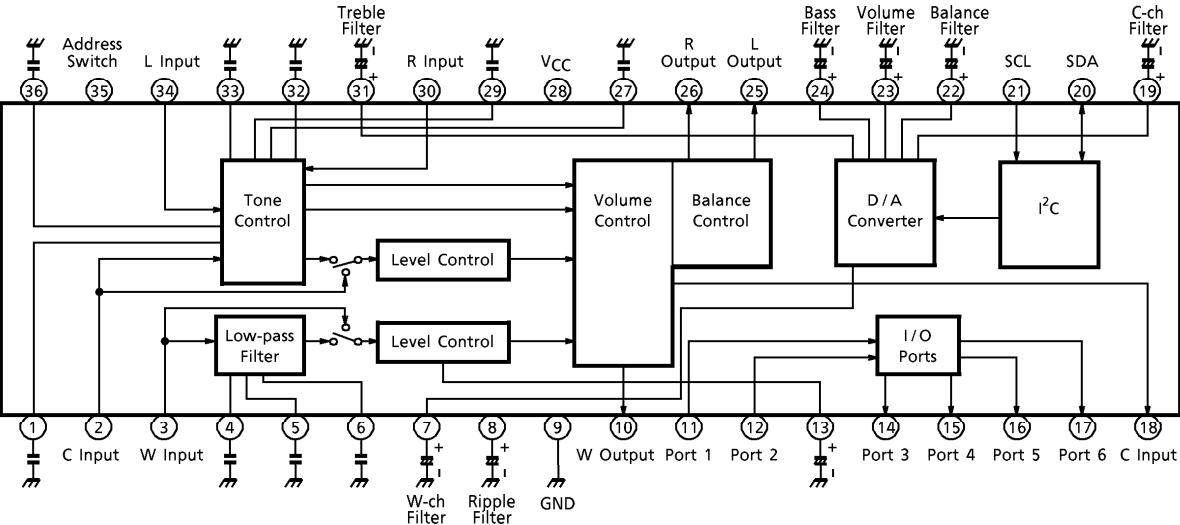 Treble
Filter
Bass
Filter
Volume
Filter
Balance
Filter
C-ch
Filter
Address
Switch
L Input
R Input
VCC
R
Output
L
Output
SCL
SDA
36 35 34 33 32 31 30 29 28 27 26 25 24 23 22 21 20 19
Tone
Control
Volume
Control
Balance
Control
D/A
Converter
I²C
Level Control
Low-pass
Filter
Level Control
I/O
Ports
1 2 3 4 5 6 7 8 9 10 11 12 13 14 15 16 17 18
C Input
W Input
W Output
Port 1
Port 2
Port 3
Port 4
Port 5
Port 6
C Input
W-ch
Filter
Ripple
Filter
GND